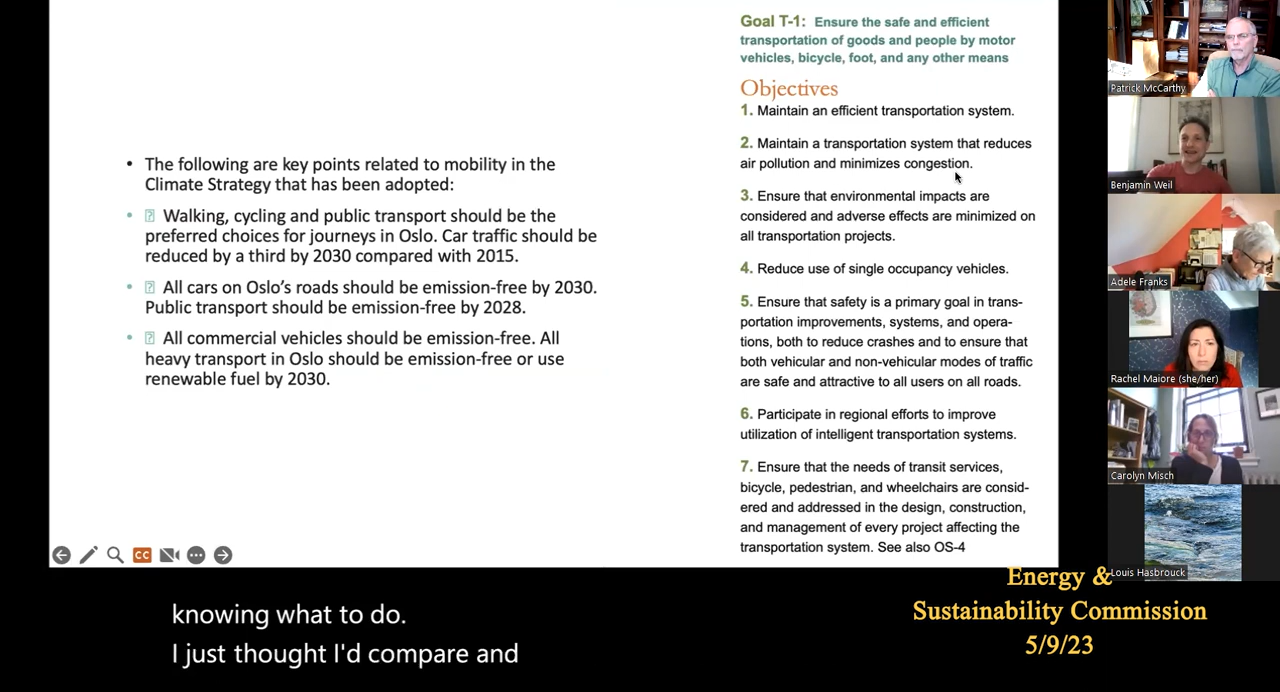 • The following are key points related to mobility in the
Climate Strategy that has been adopted:
• Walking, cycling and public transport should be the
preferred choices for journeys in Oslo. Car traffic should be
reduced by a third by 2030 compared with 2015.
• All cars on Oslo's roads should be emission-free by 2030.
Public transport should be emission-free by 2028.
• All commercial vehicles should be emission-free. All
heavy transport in Oslo should be emission-free or use
renewable fuel by 2030.
Goal T-1: Ensure the safe and efficient
transportation of goods and people by motor
vehicles, bicycle, foot, and any other means
Objectives
1. Maintain an efficient transportation system.
2. Maintain a transportation system that reduces
air pollution and minimizes congestion.
3. Ensure that environmental impacts are
considered and adverse effects are minimized on
all transportation projects.
4. Reduce use of single occupancy vehicles.
5. Ensure that safety is a primary goal in trans-
portation improvements, systems, and opera-
tions, both to reduce crashes and to ensure that
both vehicular and non-vehicular modes of traffic
are safe and attractive to all users on all roads.
6. Participate in regional efforts to improve
utilization of intelligent transportation systems.
7. Ensure that the needs of transit services,
bicycle, pedestrian, and wheelchairs are consid-
ered and addressed in the design, construction,
and management of every project affecting the
transportation system. See also OS-4
CC
Patrick McCarthy
Benjamin Weil
Adele Franks
Rachel Maiore (she/her)
Carolyn Misch
Louis Hasbrouck
knowing what to do.
I just thought I'd compare and
Energy &
Sustainability Commission
5/9/23